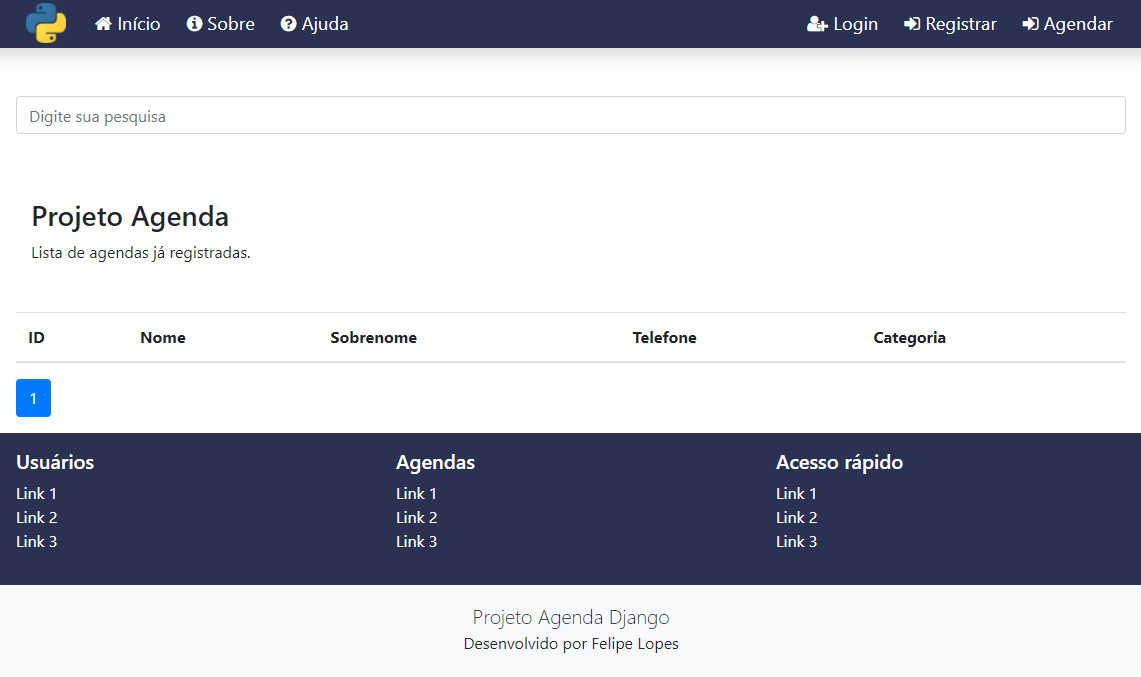 Início Sobre Ajuda Login Registrar Agendar
Digite sua pesquisa
Projeto Agenda
Lista de agendas já registradas.
ID Nome Sobrenome Telefone Categoria
1
Usuários Agendas Acesso rápido
Link 1 Link 1 Link 1
Link 2 Link 2 Link 2
Link 3 Link 3 Link 3
Projeto Agenda Django
Desenvolvido por Felipe Lopes